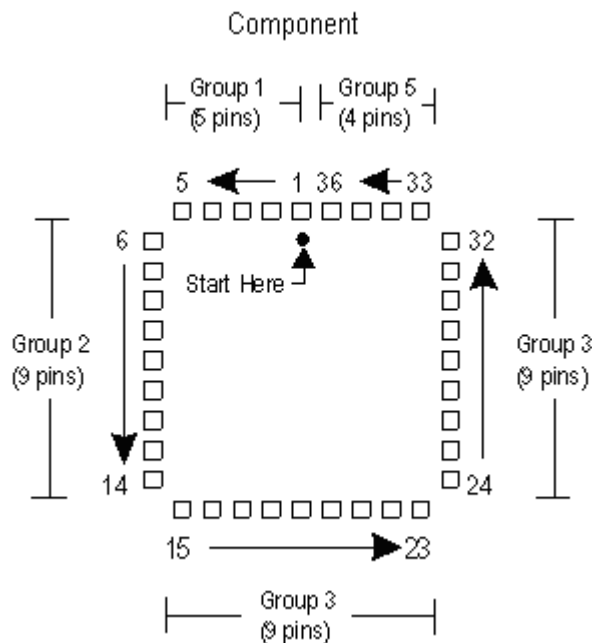 Component
Group 1
(5 pins)
Group 5
(4 pins)
5
1
36
33
6
32
Start Here
Group 2
(9 pins)
Group 3
(9 pins)
14
24
15
23
Group 3
(9 pins)